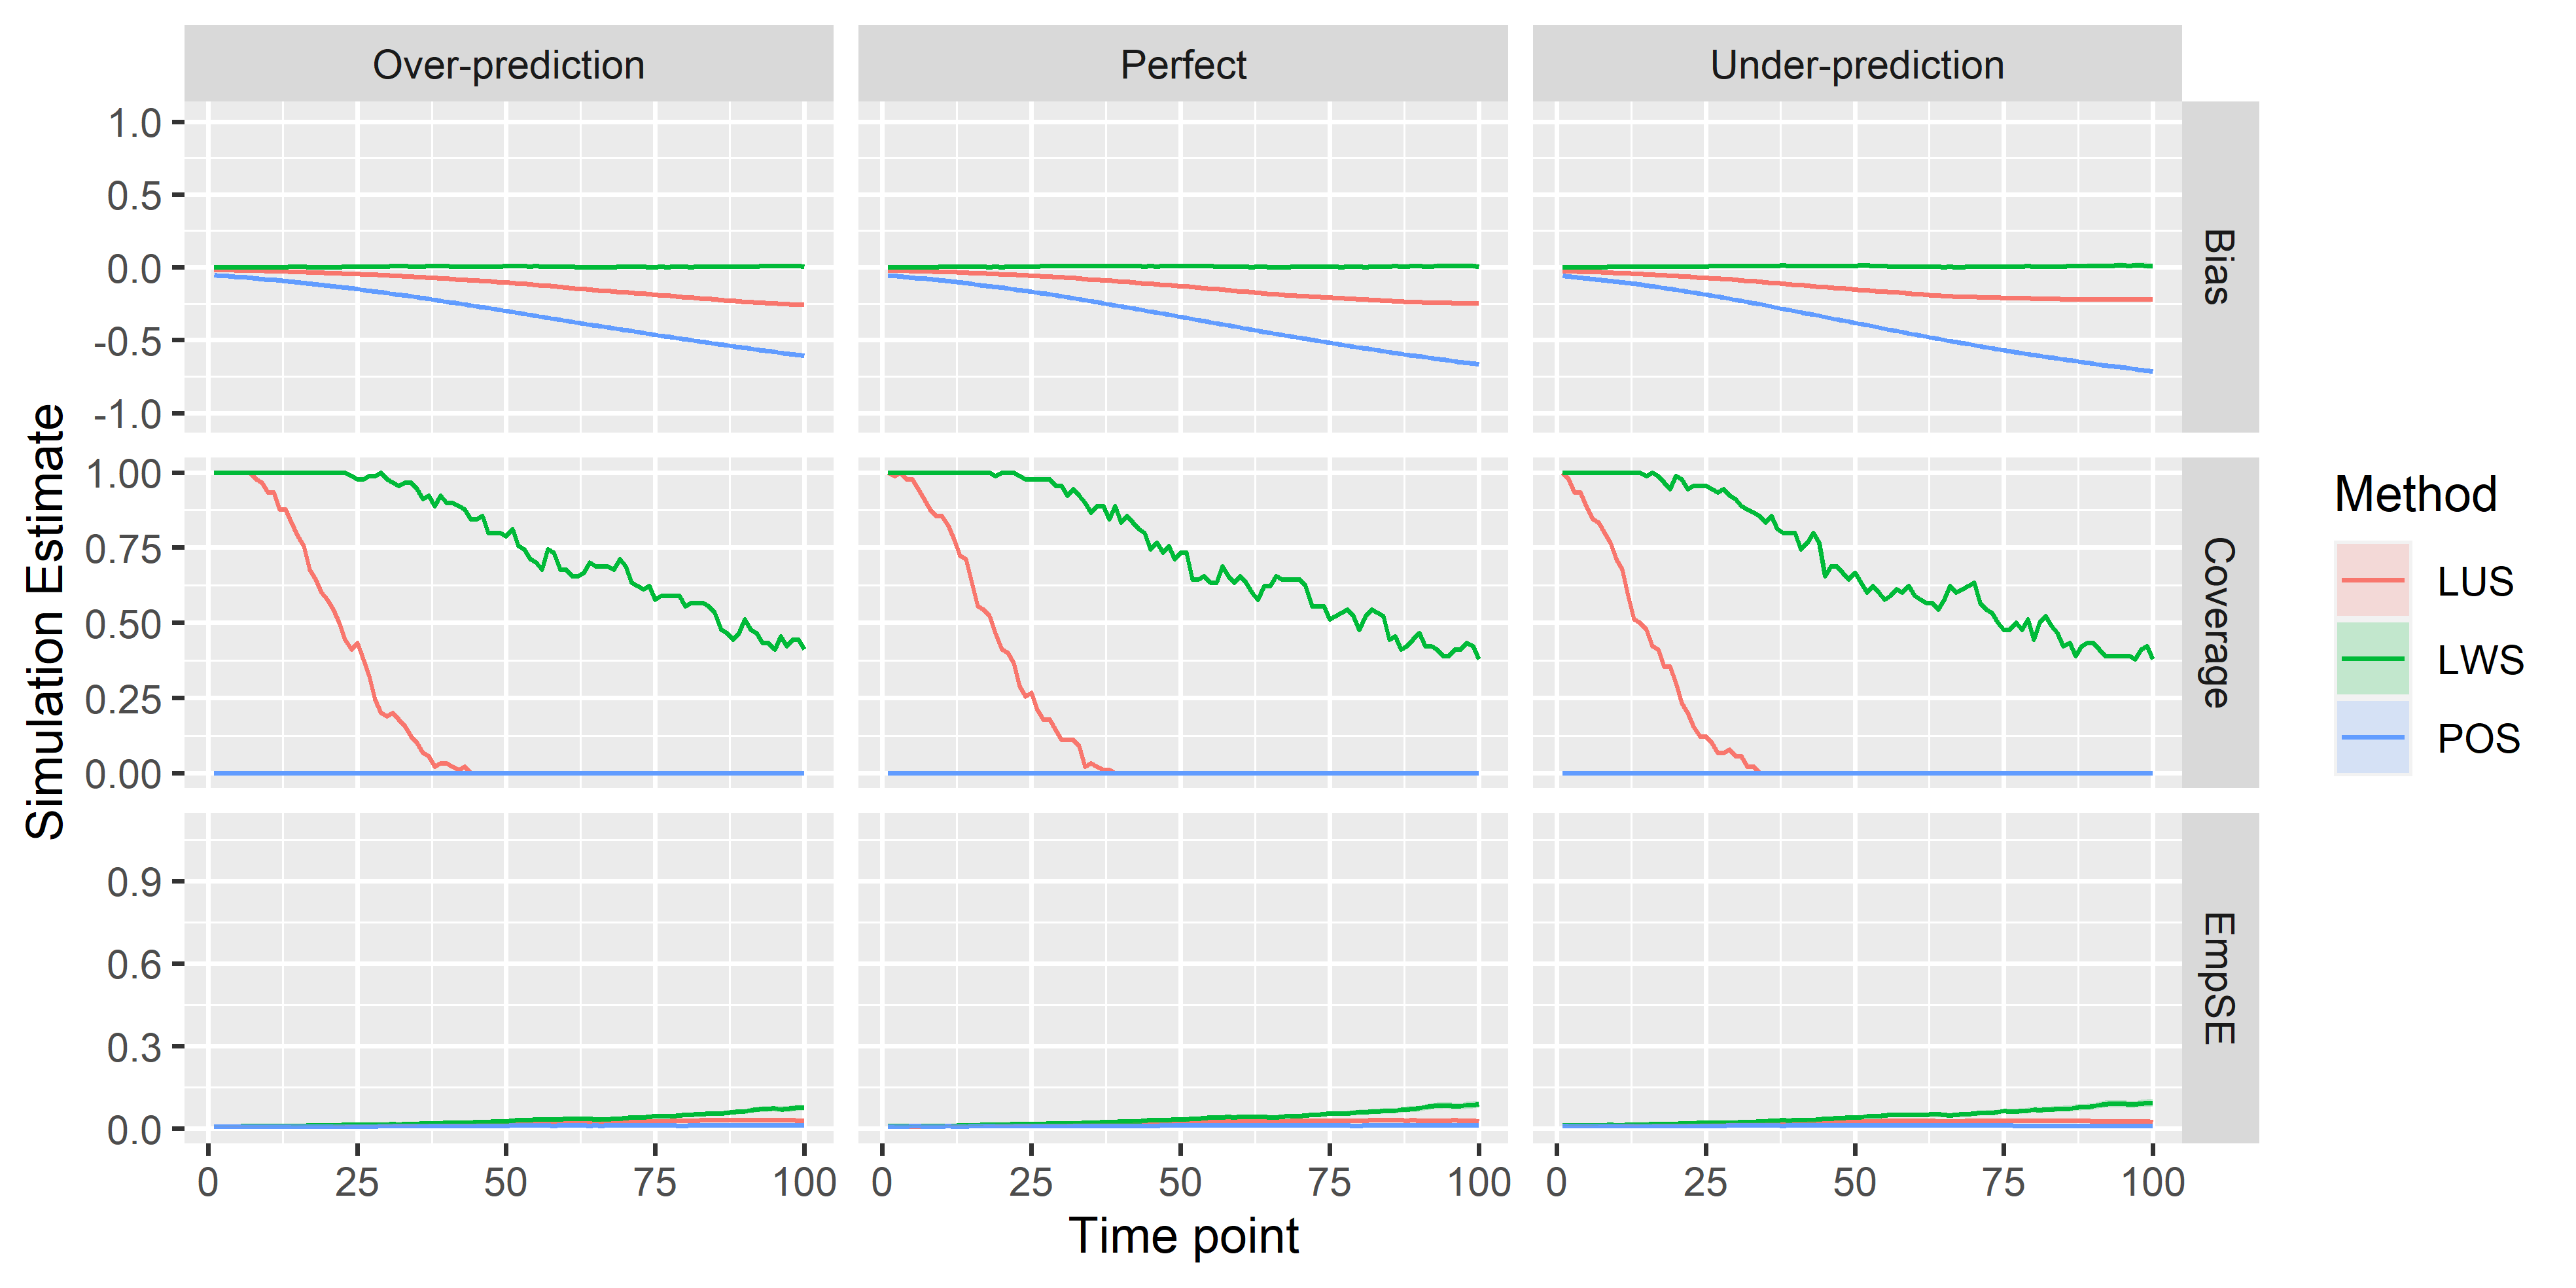 Over-prediction
Perfect
Under-prediction
1.0
0.5
0.0
-0.5
-1.0
Bias
1.00
0.75
0.50
0.25
0.00
Coverage
0.9
0.6
0.3
0.0
EmpSE
0 25 50 75 100
0 25 50 75 100
0 25 50 75 100
Time point
Simulation Estimate
Method
LUS
LWS
POS